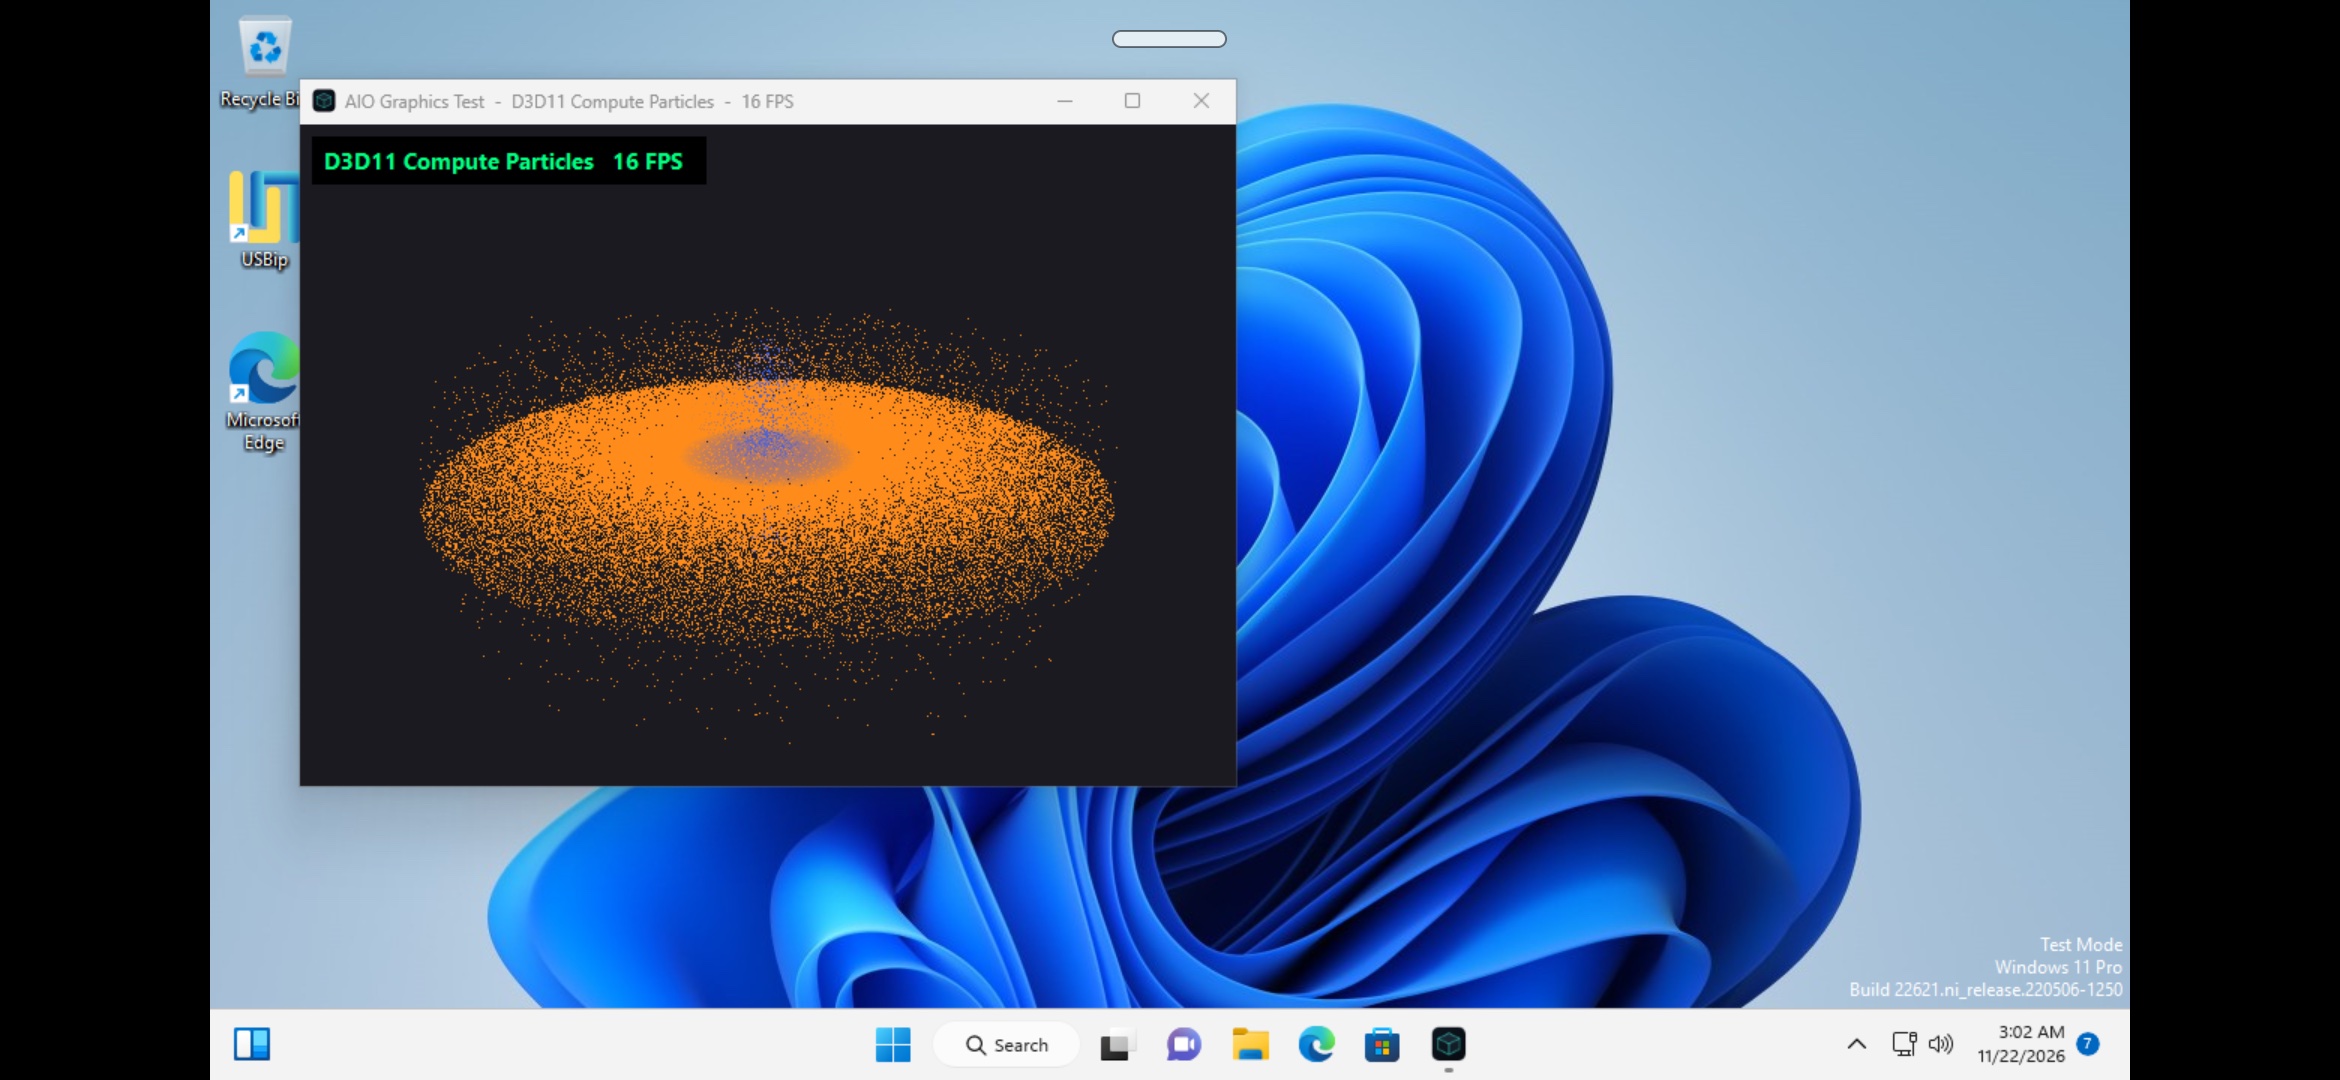 Recycle Bi
AIO Graphics Test - D3D11 Compute Particles - 16 FPS
D3D11 Compute Particles 16 FPS
USBip
Microsoft
Edge
Test Mode
Windows 11 Pro
Build 22621.ni_release.220506-1250
Search
3:02 AM
11/22/2026
7